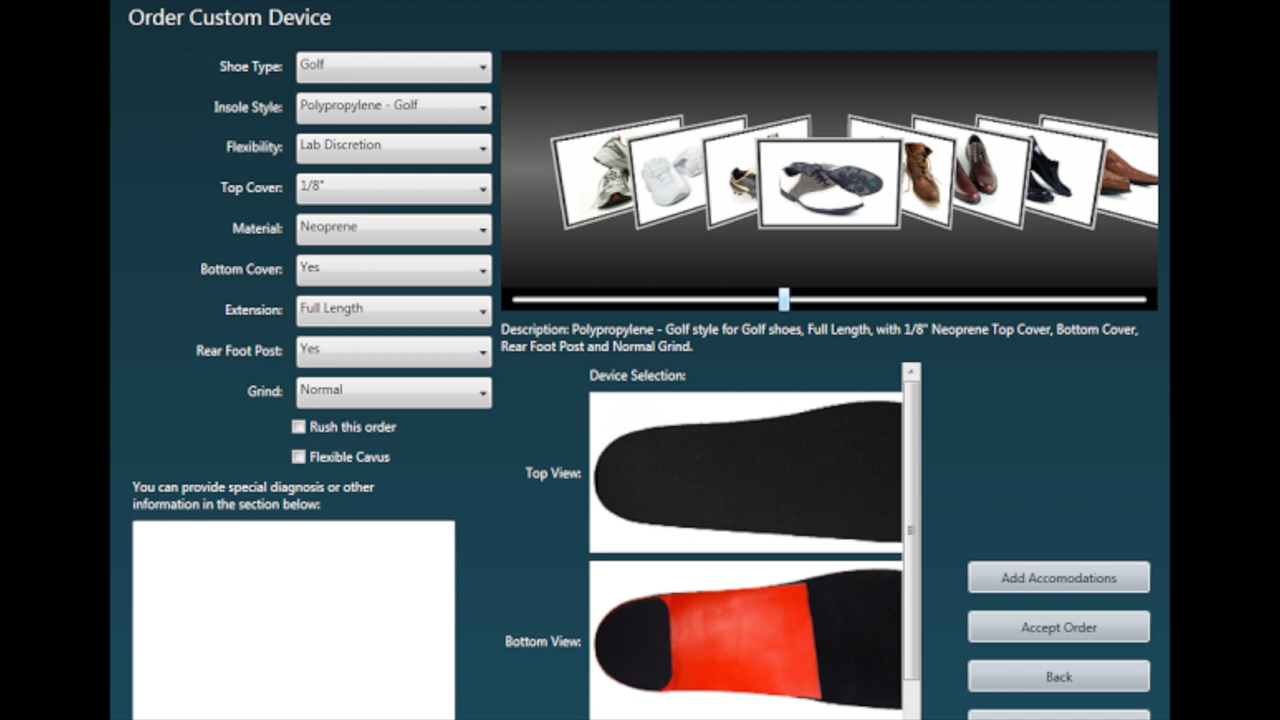 Order Custom Device
Shoe Type: Golf
Insole Style: Polypropylene - Golf
Flexibility: Lab Discretion
Top Cover: 1/8"
Material: Neoprene
Bottom Cover: Yes
Extension: Full Length
Rear Foot Post: Yes
Grind: Normal
Rush this order
Flexible Cavus
You can provide special diagnosis or other
information in the section below:
Description: Polypropylene - Golf style for Golf shoes, Full Length, with 1/8" Neoprene Top Cover, Bottom Cover,
Rear Foot Post and Normal Grind.
Device Selection:
Top View:
Bottom View:
Add Accomodations
Accept Order
Back